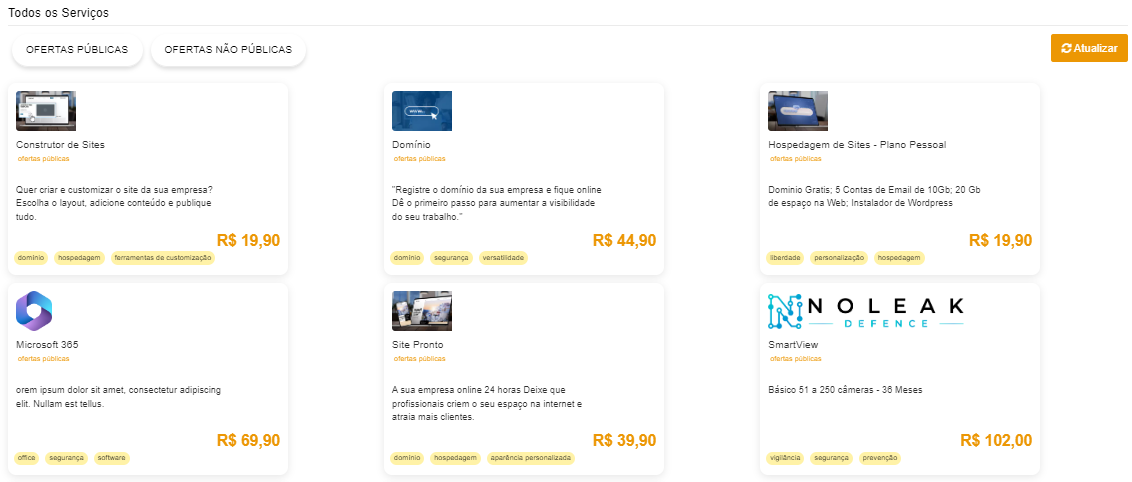 Todos os Serviços
OFERTAS PÚBLICAS
OFERTAS NÃO PÚBLICAS
Atualizar
Construtor de Sites
ofertas públicas
Quer criar e customizar o site da sua empresa?
Escolha o layout, adicione conteúdo e publique
tudo.
R$ 19,90
domínio
hospedagem
ferramentas de customização
www.
Domínio
ofertas públicas
"Registre o domínio da sua empresa e fique online
Dê o primeiro passo para aumentar a visibilidade
do seu trabalho."
R$ 44,90
domínio
segurança
versatilidade
Hospedagem de Sites - Plano Pessoal
ofertas públicas
Dominio Gratis; 5 Contas de Email de 10Gb; 20 Gb
de espaço na Web; Instalador de Wordpress
R$ 19,90
liberdade
personalização
hospedagem
Microsoft 365
ofertas públicas
orem ipsum dolor sit amet, consectetur adipiscing
elit. Nullam est tellus.
R$ 69,90
office
segurança
software
Site Pronto
ofertas públicas
A sua empresa online 24 horas Deixe que
profissionais criem o seu espaço na internet e
atraia mais clientes.
R$ 39,90
domínio
hospedagem
aparência personalizada
NOLEAK
DEFENCE
SmartView
ofertas públicas
Básico 51 a 250 câmeras - 36 Meses
R$ 102,00
vigilância
segurança
prevenção